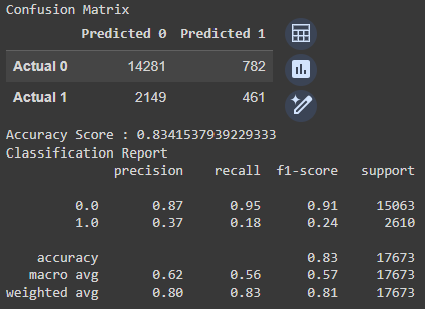 Confusion Matrix
Predicted 0 Predicted 1
Actual 0 14281 782
Actual 1 2149 461
Accuracy Score : 0.8341537939229333
Classification Report
precision recall f1-score support
0.0 0.87 0.95 0.91 15063
1.0 0.37 0.18 0.24 2610
accuracy 0.83 17673
macro avg 0.62 0.56 0.57 17673
weighted avg 0.80 0.83 0.81 17673